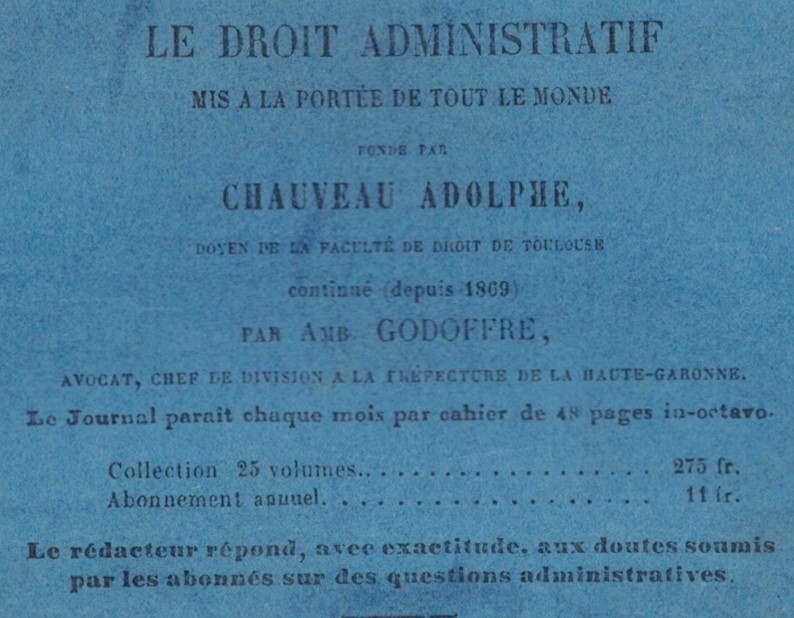 LE DROIT ADMINISTRATIF
MIS A LA PORTÉE DE TOUT LE MONDE
FONDÉ PAR
CHAUVEAU ADOLPHE,
DOYEN DE LA FACULTÉ DE DROIT DE TOULOUSE
continué (depuis 1869)
PAR AMB. GODOFFRE,
AVOCAT, CHEF DE DIVISION A LA PRÉFECTURE DE LA HAUTE-GARONNE.
Le Journal parait chaque mois par cahier de 48 pages in-octavo.
Collection 25 volumes.................. 275 fr.
Abonnement annuel.................. 11 fr.
Le rédacteur répond, avec exactitude, aux doutes soumis
par les abonnés sur des questions administratives.